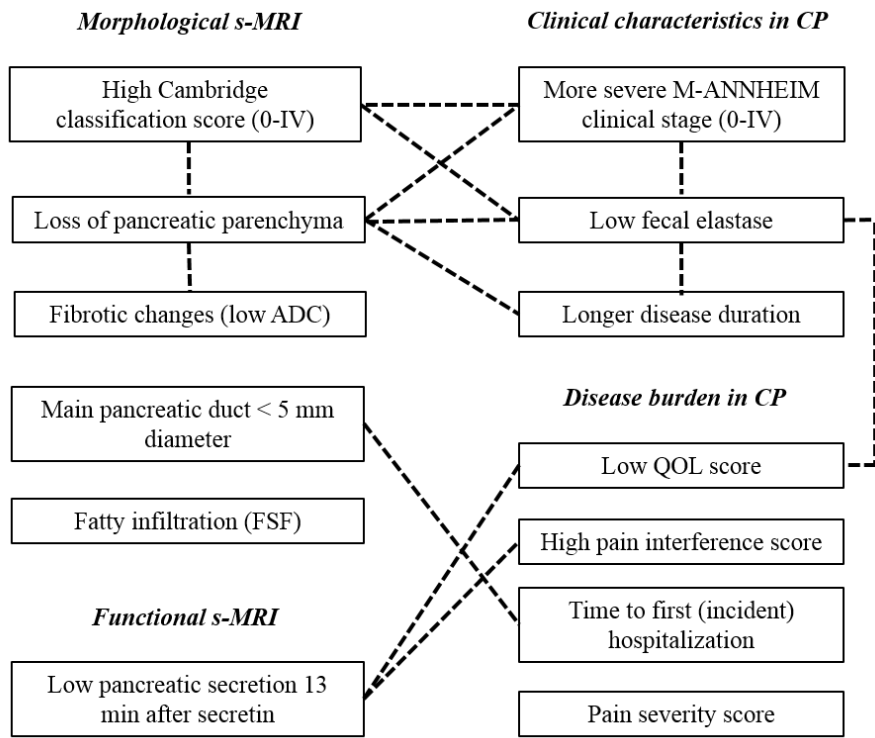 Morphological s-MRI
High Cambridge
classification score (0-IV)
Loss of pancreatic parenchyma
Fibrotic changes (low ADC)
Main pancreatic duct < 5 mm
diameter
Fatty infiltration (FSF)
Functional s-MRI
Low pancreatic secretion 13
min after secretin
Clinical characteristics in CP
More severe M-ANNHEIM
clinical stage (0-IV)
Low fecal elastase
Longer disease duration
Disease burden in CP
Low QOL score
High pain interference score
Time to first (incident)
hospitalization
Pain severity score